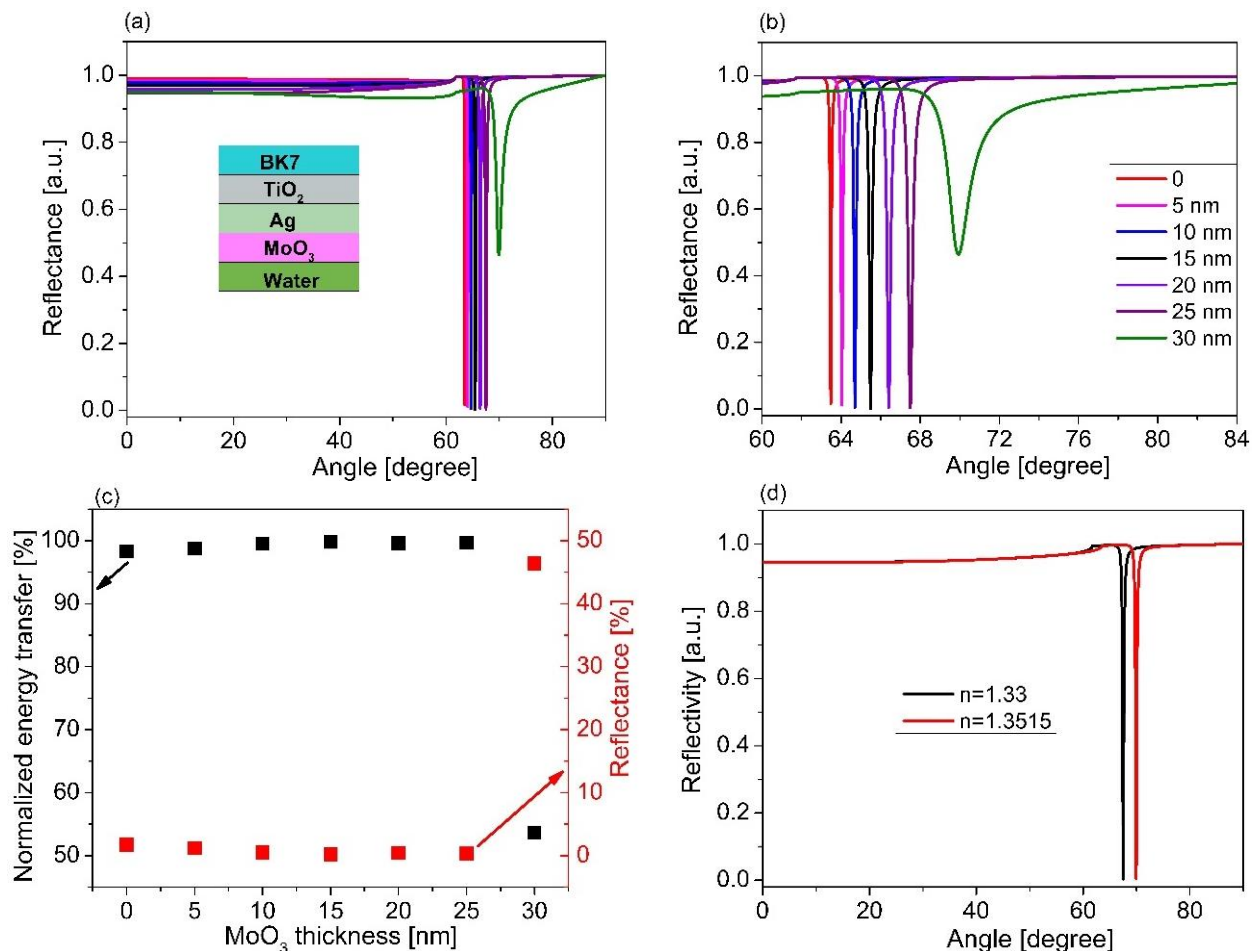 (a)
Reflectance [a.u.]
1.0
0.8
0.6
0.4
0.2
0.0
BK7
TiO₂
Ag
MoO₃
Water
0 20 40 60 80
Angle [degree]
(b)
Reflectance [a.u.]
1.0
0.8
0.6
0.4
0.2
0.0
0
5 nm
10 nm
15 nm
20 nm
25 nm
30 nm
60 64 68 72 76 80 84
Angle [degree]
(c)
Normalized energy transfer [%]
100
90
80
70
60
50
50
40
30
20
10
0
Reflectance [%]
0 5 10 15 20 25 30
MoO₃ thickness [nm]
(d)
Reflectivity [a.u.]
1.0
0.8
0.6
0.4
0.2
0.0
n=1.33
n=1.3515
0 20 40 60 80
Angle [degree]